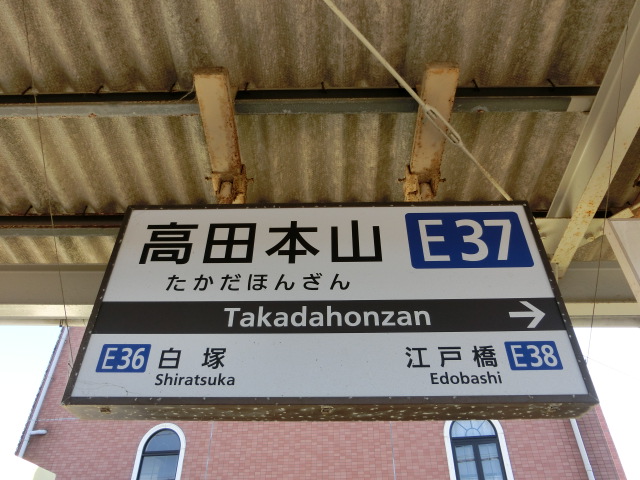 高田本山 E37
たかだほんざん
Takadahonzan →
E36 白塚 江戸橋 E38
Shiratsuka Edobashi